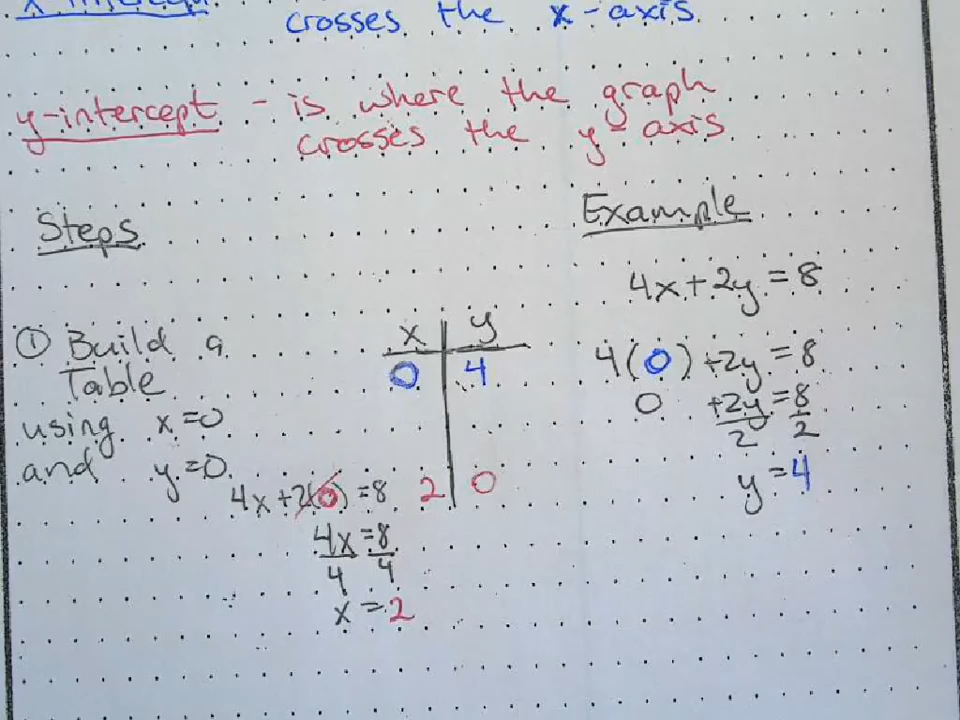 x-intercept
crosses the x-axis
y-intercept - is where the graph
crosses the y-axis
Steps
Example
4x+2y=8
① Build a
Table
using x=0
and y=0
x y
0 4
2 0
4(0)+2y=8
0 +2y=8
2 2
y=4
4x+2(0)=8
4x=8
4 4
x=2